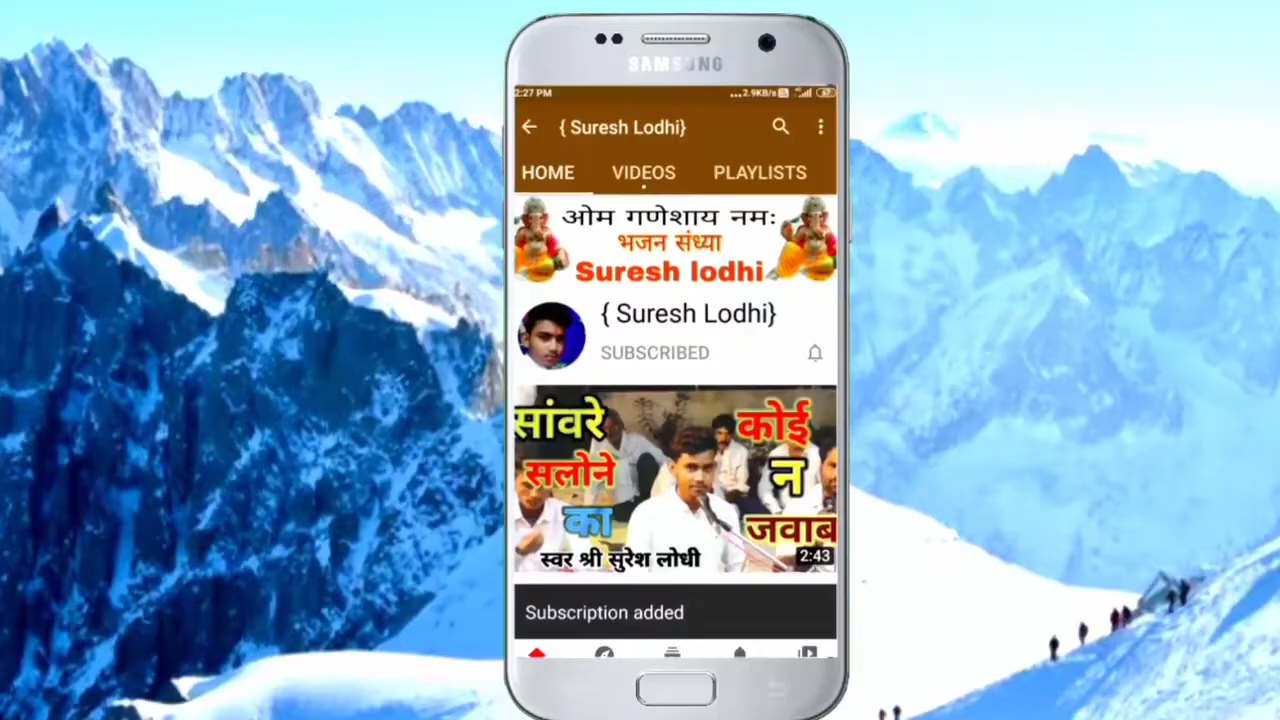 SAMSUNG
2:27 PM
...2.9KB/s 62
{ Suresh Lodhi}
HOME VIDEOS PLAYLISTS
ओम गणेशाय नमः
भजन संध्या
Suresh lodhi
{ Suresh Lodhi}
SUBSCRIBED
सांवरे कोई
सलोने न
का जवाब
स्वर श्री सुरेश लोधी 2:43
Subscription added